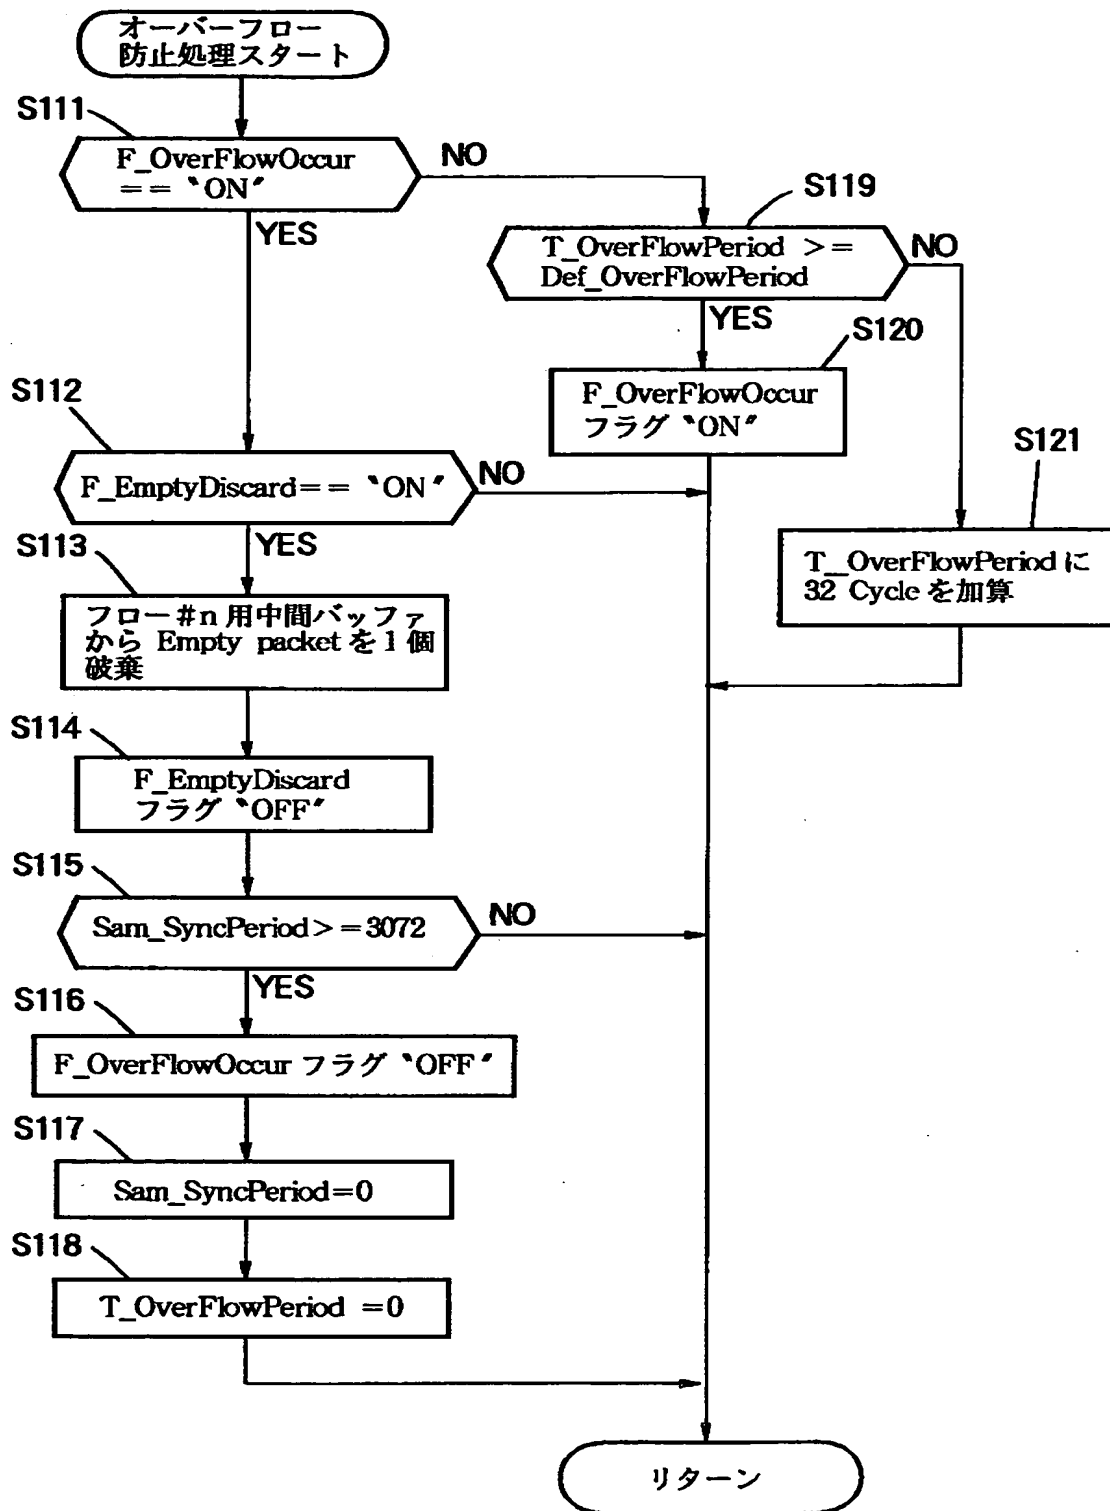 オーバーフロー
防止処理スタート
S111
F_OverFlowOccur
== 〝ON〞
NO
YES
S119
T_OverFlowPeriod >=
Def_OverFlowPeriod
NO
YES
S120
F_OverFlowOccur
フラグ〝ON〞
S121
T_OverFlowPeriod に
32 Cycle を加算
S112
F_EmptyDiscard== 〝ON〞
NO
YES
S113
フロー#n 用中間バッファ
から Empty packet を1個
破棄
S114
F_EmptyDiscard
フラグ〝OFF〞
S115
Sam_SyncPeriod>=3072
NO
YES
S116
F_OverFlowOccur フラグ〝OFF〞
S117
Sam_SyncPeriod=0
S118
T_OverFlowPeriod =0
リターン